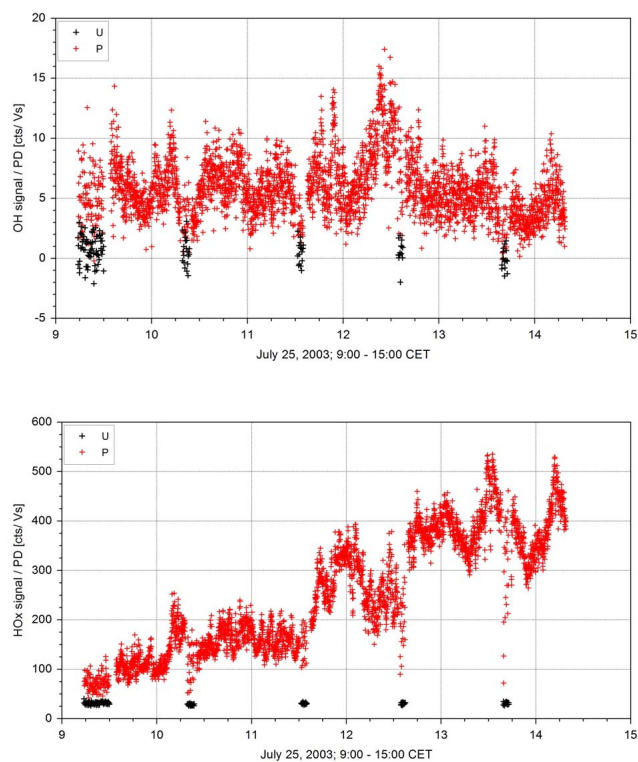 20
15
10
5
0
-5
OH signal / PD [cts/ Vs]
U
P
9 10 11 12 13 14 15
July 25, 2003; 9:00 - 15:00 CET
600
500
400
300
200
100
0
HOx signal / PD [cts/ Vs]
U
P
9 10 11 12 13 14 15
July 25, 2003; 9:00 - 15:00 CET